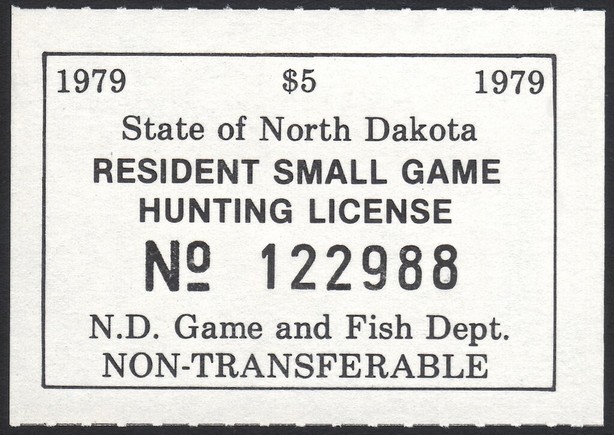 1979 $5 1979
State of North Dakota
RESIDENT SMALL GAME
HUNTING LICENSE
Nº 122988
N.D. Game and Fish Dept.
NON-TRANSFERABLE